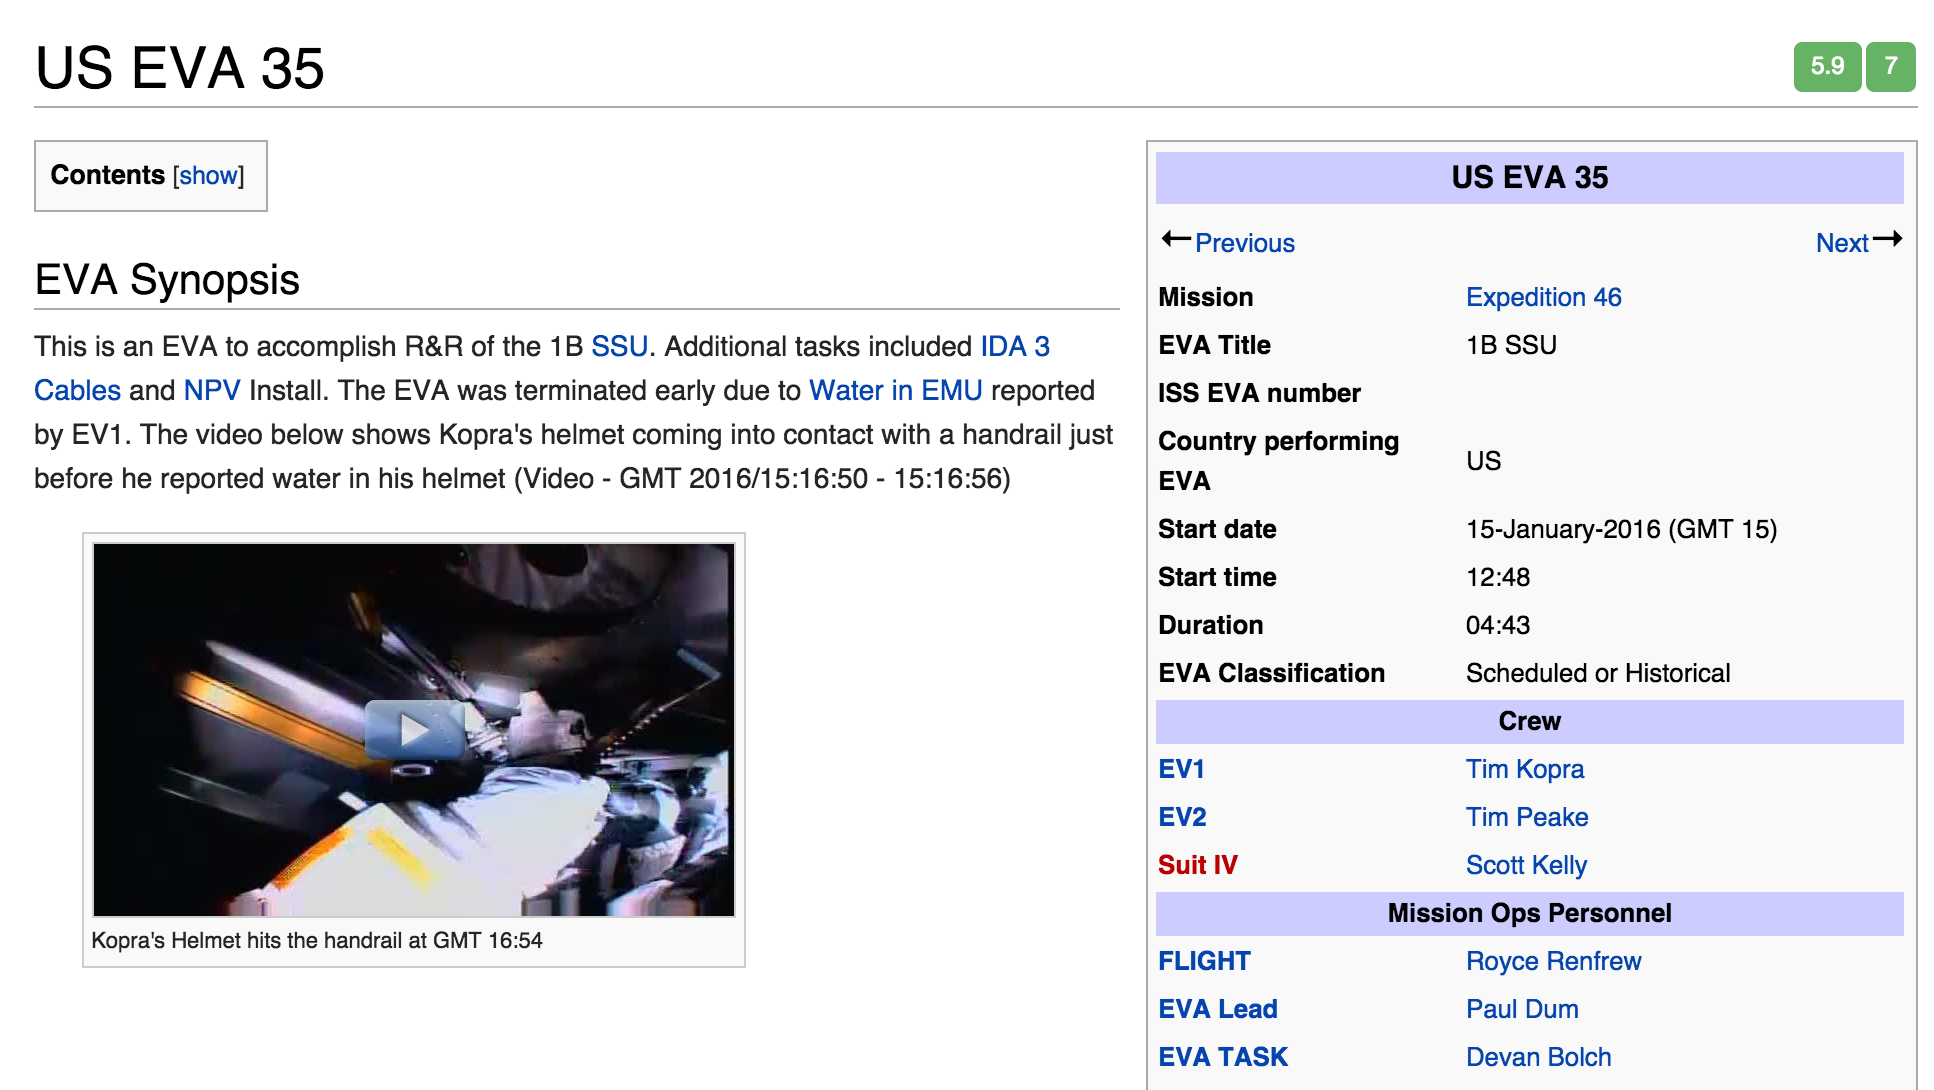 US EVA 35
5.9 7
Contents [show]
EVA Synopsis
This is an EVA to accomplish R&R of the 1B SSU. Additional tasks included IDA 3
Cables and NPV Install. The EVA was terminated early due to Water in EMU reported
by EV1. The video below shows Kopra's helmet coming into contact with a handrail just
before he reported water in his helmet (Video - GMT 2016/15:16:50 - 15:16:56)
Kopra's Helmet hits the handrail at GMT 16:54
US EVA 35
←Previous Next→
Mission Expedition 46
EVA Title 1B SSU
ISS EVA number
Country performing
EVA US
Start date 15-January-2016 (GMT 15)
Start time 12:48
Duration 04:43
EVA Classification Scheduled or Historical
Crew
EV1 Tim Kopra
EV2 Tim Peake
Suit IV Scott Kelly
Mission Ops Personnel
FLIGHT Royce Renfrew
EVA Lead Paul Dum
EVA TASK Devan Bolch